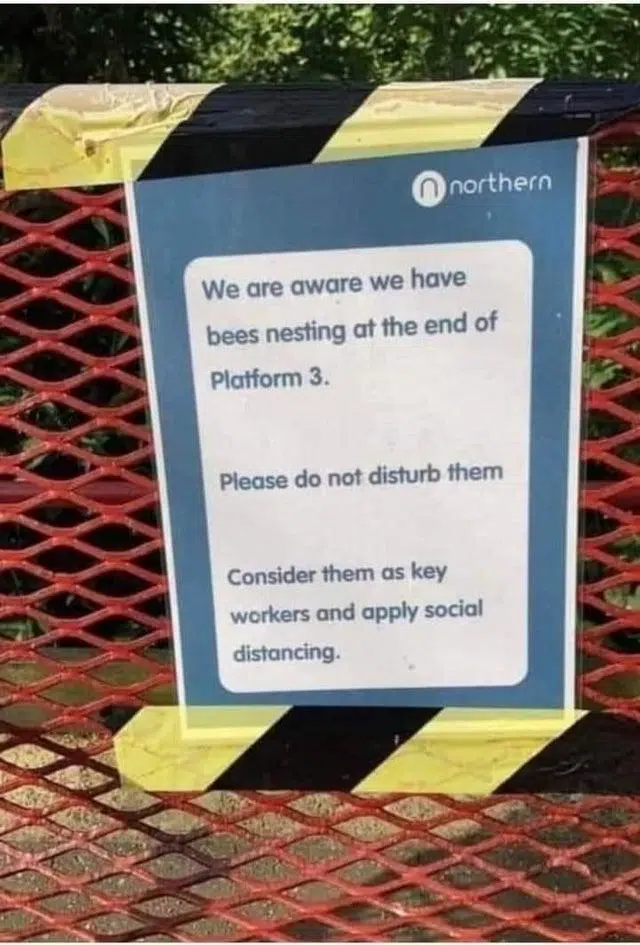 northern
We are aware we have
bees nesting at the end of
Platform 3.
Please do not disturb them
Consider them as key
workers and apply social
distancing.